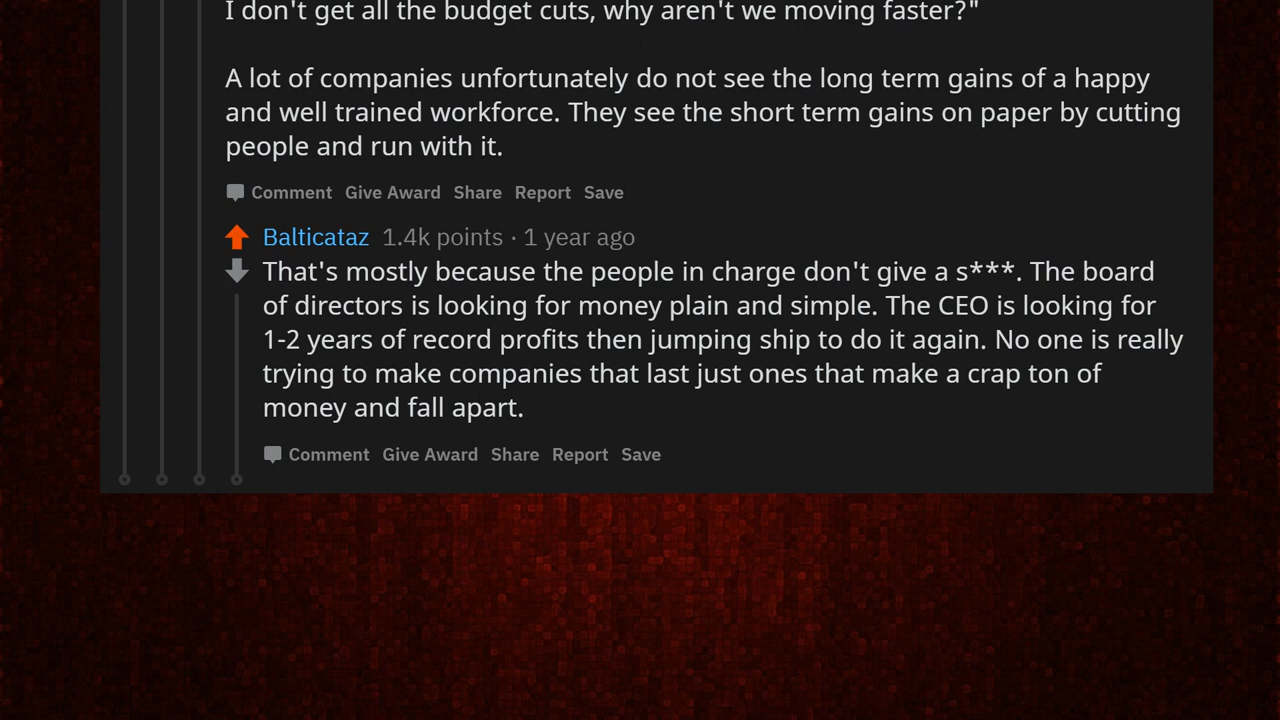 I don't get all the budget cuts, why aren't we moving faster?"
A lot of companies unfortunately do not see the long term gains of a happy
and well trained workforce. They see the short term gains on paper by cutting
people and run with it.
Comment Give Award Share Report Save
Balticataz 1.4k points · 1 year ago
That's mostly because the people in charge don't give a s***. The board
of directors is looking for money plain and simple. The CEO is looking for
1-2 years of record profits then jumping ship to do it again. No one is really
trying to make companies that last just ones that make a crap ton of
money and fall apart.
Comment Give Award Share Report Save